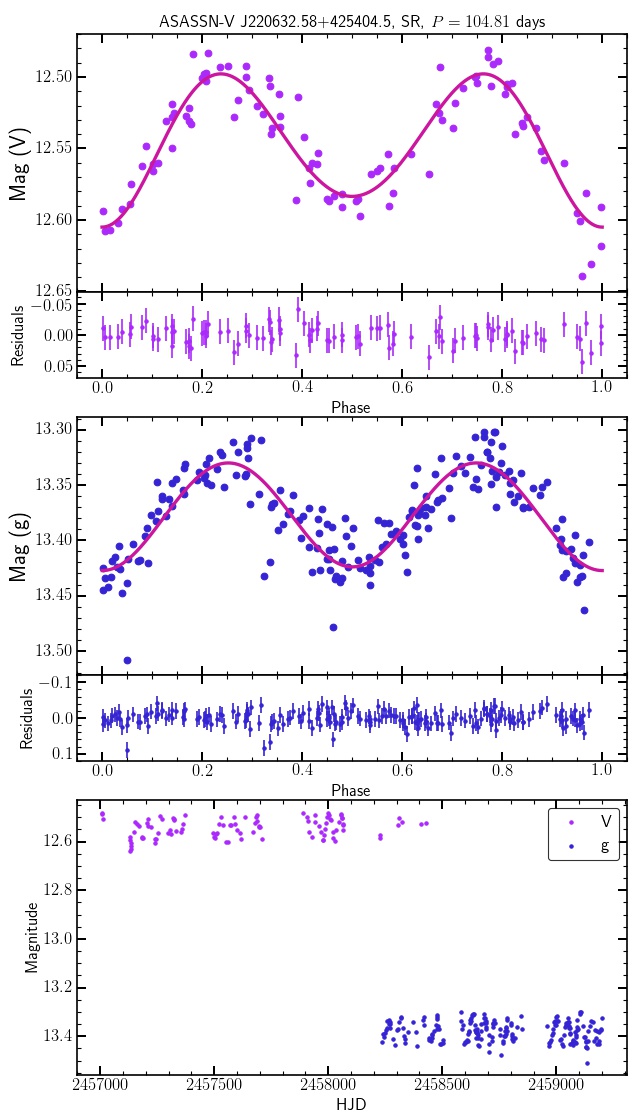 ASASSN-V J220632.58+425404.5, SR, P = 104.81 days
Mag (V)
12.50
12.55
12.60
12.65
Residuals
−0.05
0.00
0.05
0.0 0.2 0.4 0.6 0.8 1.0
Phase
Mag (g)
13.30
13.35
13.40
13.45
13.50
Residuals
−0.1
0.0
0.1
0.0 0.2 0.4 0.6 0.8 1.0
Phase
Magnitude
12.6
12.8
13.0
13.2
13.4
V
g
2457000 2457500 2458000 2458500 2459000
HJD